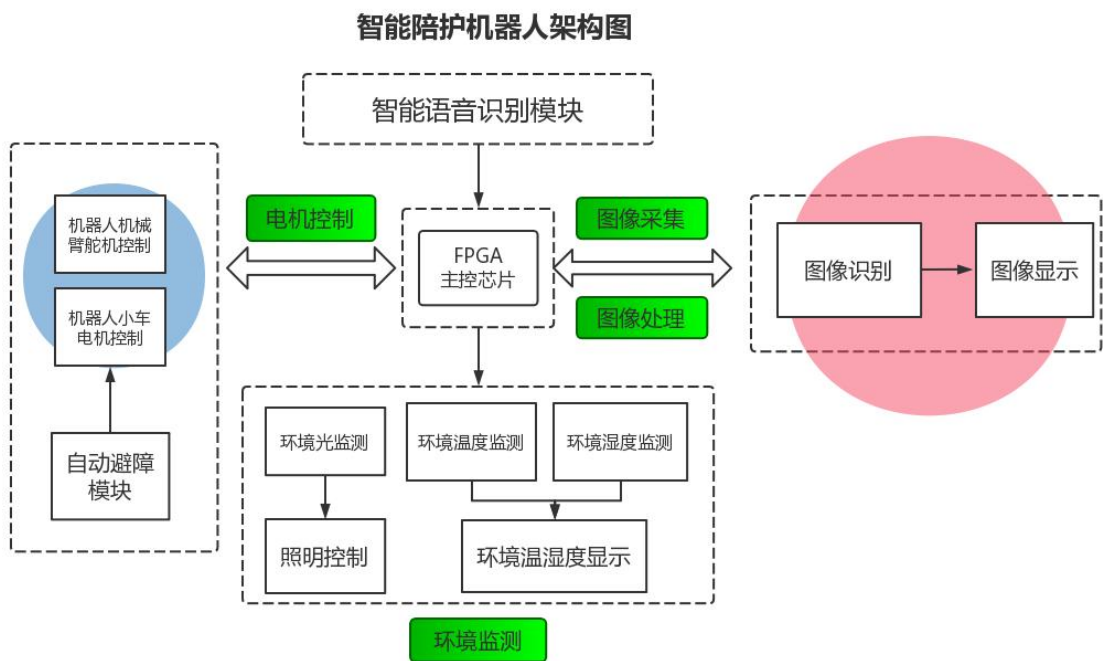 智能陪护机器人架构图
智能语音识别模块
机器人机械
臂舵机控制
机器人小车
电机控制
自动避障
模块
电机控制
FPGA
主控芯片
图像采集
图像处理
图像识别
图像显示
环境光监测
环境温度监测
环境湿度监测
照明控制
环境温湿度显示
环境监测